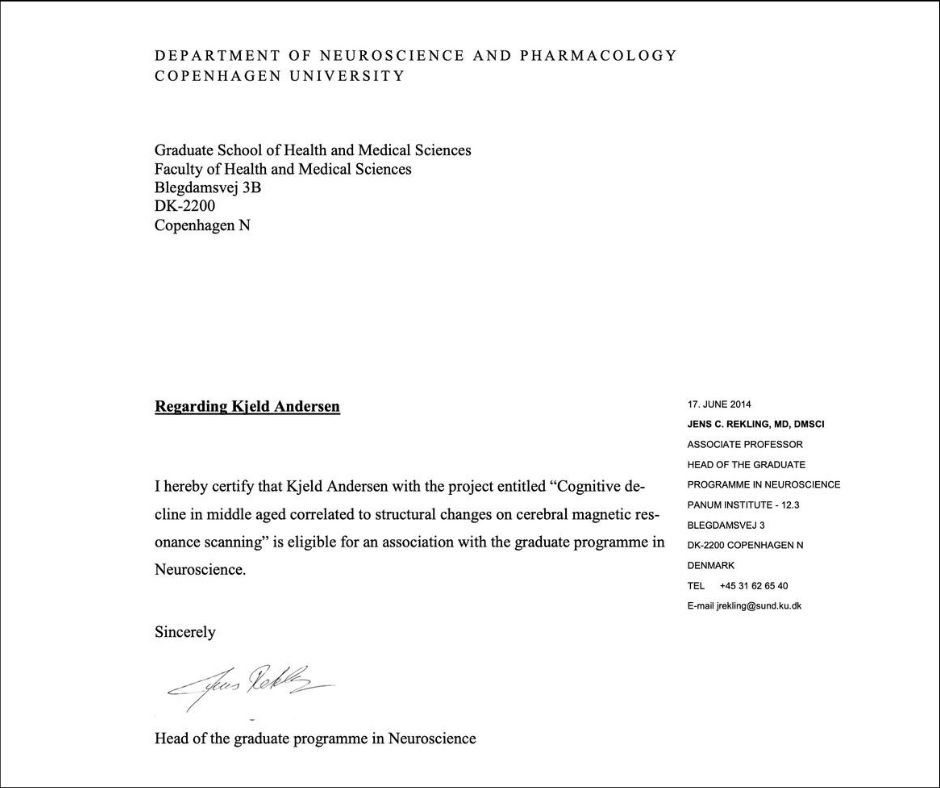 DEPARTMENT OF NEUROSCIENCE AND PHARMACOLOGY
COPENHAGEN UNIVERSITY
Graduate School of Health and Medical Sciences
Faculty of Health and Medical Sciences
Blegdamsvej 3B
DK-2200
Copenhagen N
Regarding Kjeld Andersen
17. JUNE 2014
JENS C. REKLING, MD, DMSCI
ASSOCIATE PROFESSOR
HEAD OF THE GRADUATE
PROGRAMME IN NEUROSCIENCE
PANUM INSTITUTE - 12.3
BLEGDAMSVEJ 3
DK-2200 COPENHAGEN N
DENMARK
TEL +45 31 62 65 40
E-mail jrekling@sund.ku.dk
I hereby certify that Kjeld Andersen with the project entitled “Cognitive de-
cline in middle aged correlated to structural changes on cerebral magnetic res-
onance scanning” is eligible for an association with the graduate programme in
Neuroscience.
Sincerely
Jens Rekling
Head of the graduate programme in Neuroscience